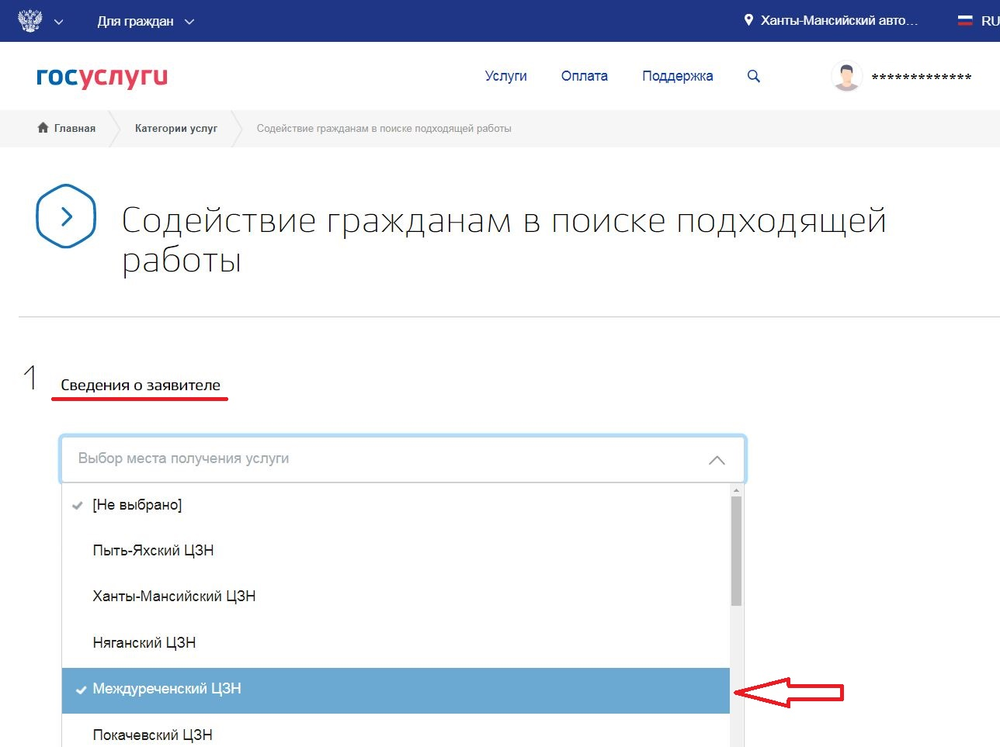 Для граждан
Ханты-Мансийский авто...
RU
госуслуги
Услуги
Оплата
Поддержка
*************
Главная
Категории услуг
Содействие гражданам в поиске подходящей работы
Содействие гражданам в поиске подходящей
работы
1
Сведения о заявителе
Выбор места получения услуги
[Не выбрано]
Пыть-Яхский ЦЗН
Ханты-Мансийский ЦЗН
Няганский ЦЗН
Междуреченский ЦЗН
Покачевский ЦЗН